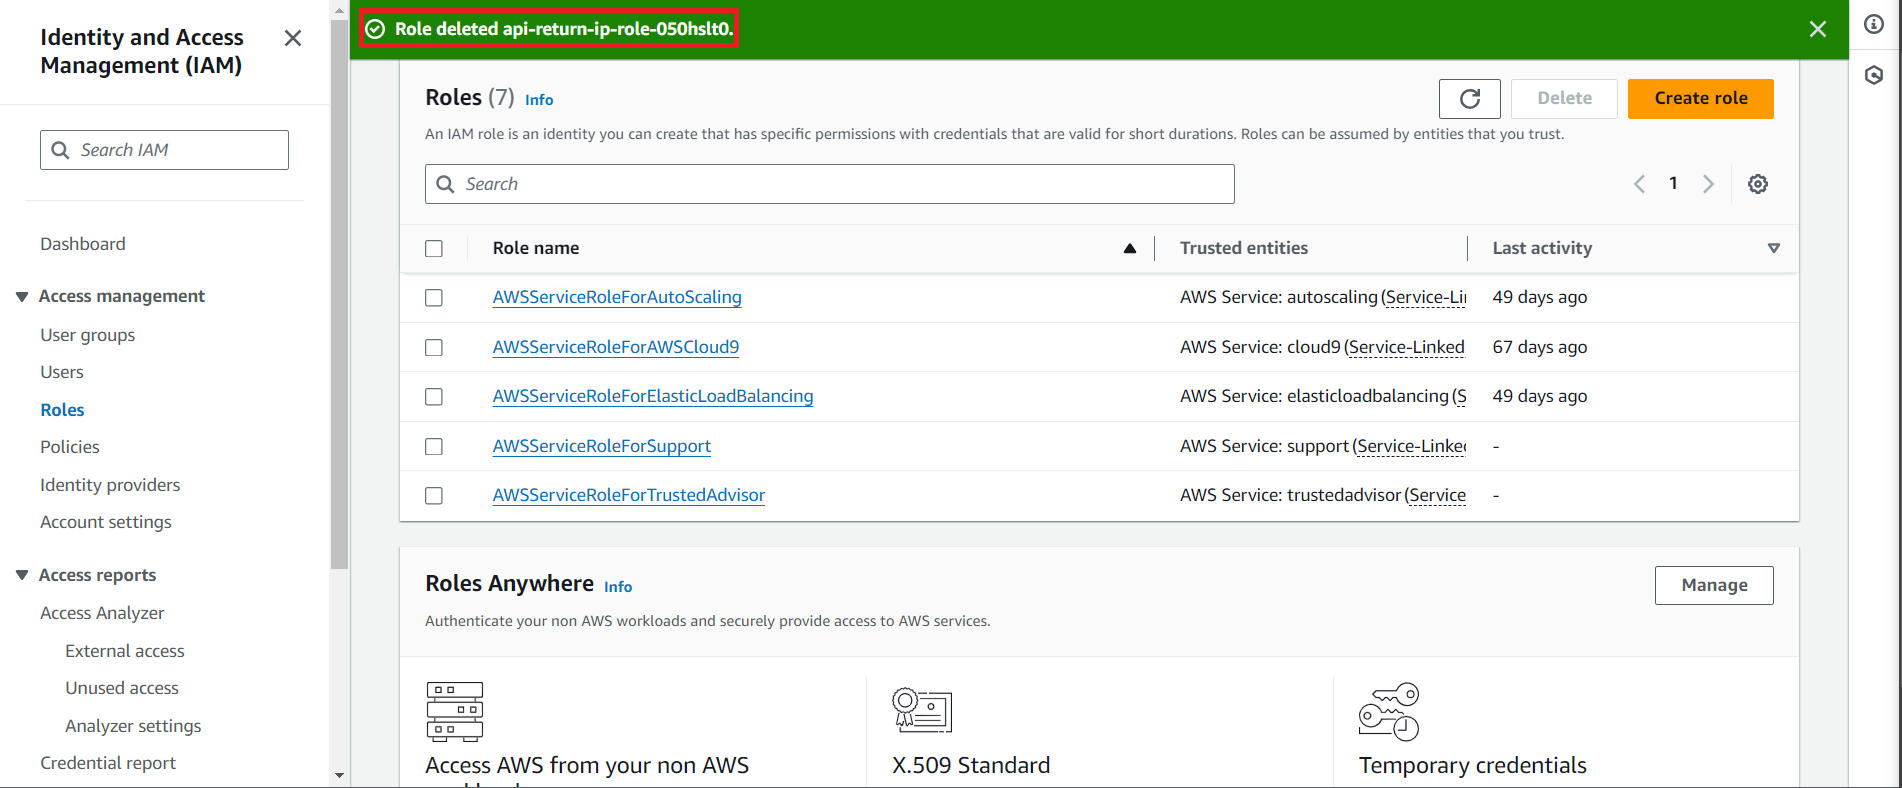 Identity and Access
Management (IAM)
Search IAM
Dashboard
Access management
User groups
Users
Roles
Policies
Identity providers
Account settings
Access reports
Access Analyzer
External access
Unused access
Analyzer settings
Credential report
Role deleted api-return-ip-role-050hslt0.
Roles (7) Info
Delete
Create role
An IAM role is an identity you can create that has specific permissions with credentials that are valid for short durations. Roles can be assumed by entities that you trust.
Search
1
Role name Trusted entities Last activity
AWSServiceRoleForAutoScaling AWS Service: autoscaling (Service-Li 49 days ago
AWSServiceRoleForAWSCloud9 AWS Service: cloud9 (Service-Linked 67 days ago
AWSServiceRoleForElasticLoadBalancing AWS Service: elasticloadbalancing (S 49 days ago
AWSServiceRoleForSupport AWS Service: support (Service-Linke -
AWSServiceRoleForTrustedAdvisor AWS Service: trustedadvisor (Service -
Roles Anywhere Info
Manage
Authenticate your non AWS workloads and securely provide access to AWS services.
Access AWS from your non AWS
X.509 Standard
Temporary credentials